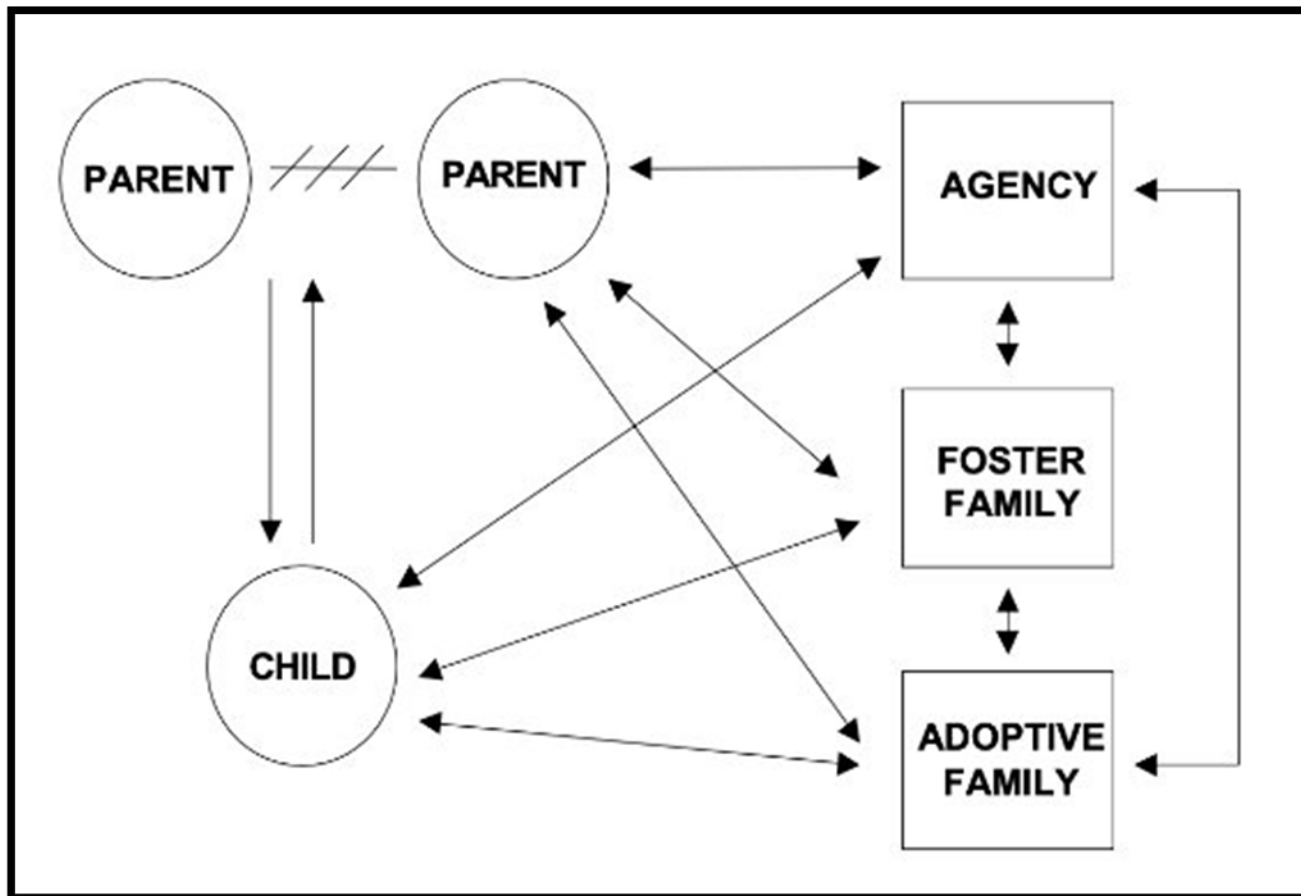 PARENT
PARENT
AGENCY
FOSTER
FAMILY
CHILD
ADOPTIVE
FAMILY